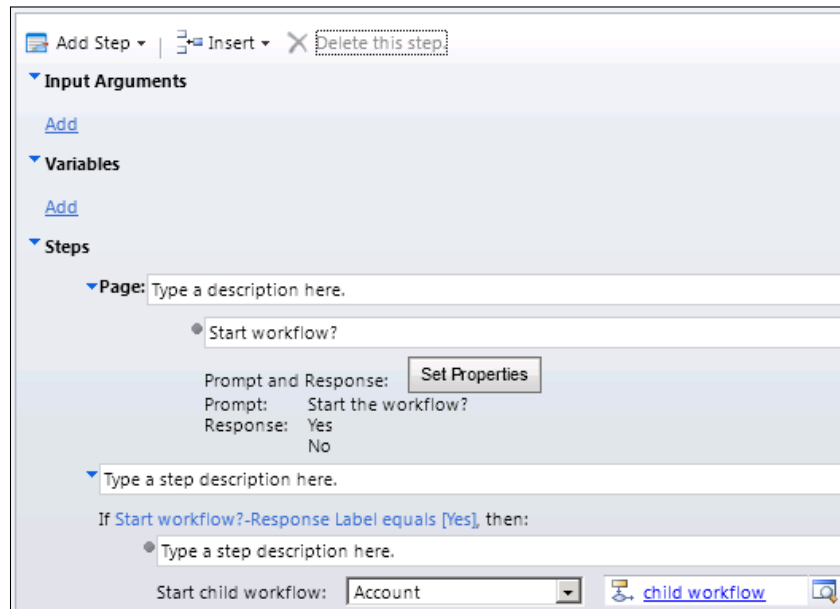 Add Step Insert Delete this step.
Input Arguments
Add
Variables
Add
Steps
Page: Type a description here.
Start workflow?
Prompt and Response: Set Properties
Prompt: Start the workflow?
Response: Yes
No
Type a step description here.
If Start workflow?-Response Label equals [Yes], then:
Type a step description here.
Start child workflow: Account child workflow